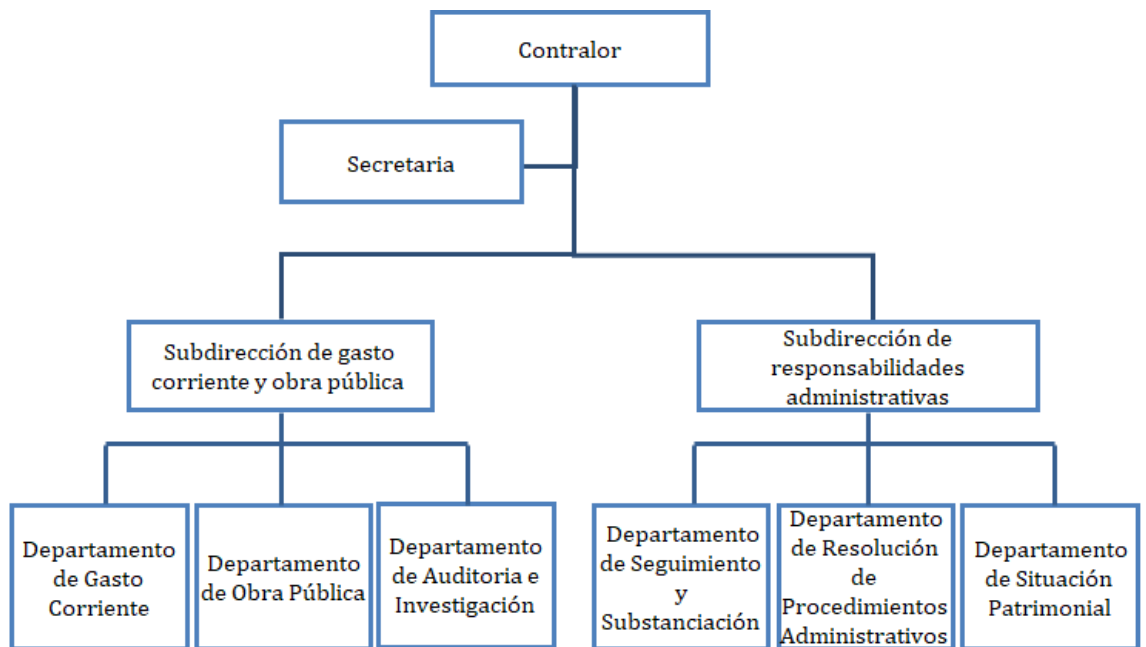 Contralor
Secretaria
Subdirección de gasto
corriente y obra pública
Subdirección de
responsabilidades
administrativas
Departamento
de Gasto
Corriente
Departamento
de Obra Pública
Departamento
de Auditoria e
Investigación
Departamento
de Seguimiento
y
Substanciación
Departamento
de Resolución
de
Procedimientos
Administrativos
Departamento
de Situación
Patrimonial